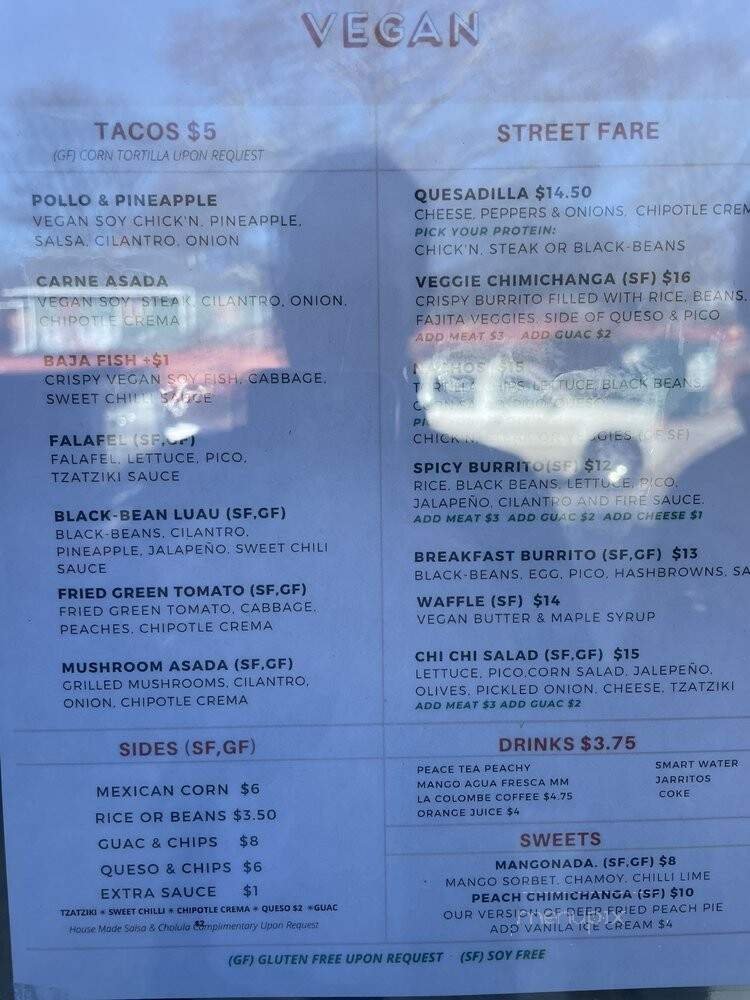 VEGAN
TACOS $5
(GF) CORN TORTILLA UPON REQUEST
POLLO & PINEAPPLE
VEGAN SOY CHICK'N, PINEAPPLE,
SALSA, CILANTRO, ONION
CARNE ASADA
VEGAN SOY STEAK, CILANTRO, ONION,
CHIPOTLE CREMA
BAJA FISH +$1
CRISPY VEGAN SOY FISH, CABBAGE,
SWEET CHILLI SAUCE
FALAFEL (SF,GF)
FALAFEL, LETTUCE, PICO,
TZATZIKI SAUCE
BLACK-BEAN LUAU (SF,GF)
BLACK-BEANS, CILANTRO,
PINEAPPLE, JALAPEÑO, SWEET CHILI
SAUCE
FRIED GREEN TOMATO (SF,GF)
FRIED GREEN TOMATO, CABBAGE,
PEACHES, CHIPOTLE CREMA
MUSHROOM ASADA (SF,GF)
GRILLED MUSHROOMS, CILANTRO,
ONION, CHIPOTLE CREMA
SIDES (SF,GF)
MEXICAN CORN $6
RICE OR BEANS $3.50
GUAC & CHIPS $8
QUESO & CHIPS $6
EXTRA SAUCE $1
TZATZIKI * SWEET CHILLI * CHIPOTLE CREMA * QUESO $2 *GUAC
$2
House Made Salsa & Cholula Complimentary Upon Request
STREET FARE
QUESADILLA $14.50
CHEESE, PEPPERS & ONIONS, CHIPOTLE CREM
PICK YOUR PROTEIN:
CHICK'N, STEAK OR BLACK-BEANS
VEGGIE CHIMICHANGA (SF) $16
CRISPY BURRITO FILLED WITH RICE, BEANS,
FAJITA VEGGIES, SIDE OF QUESO & PICO
ADD MEAT $3 ADD GUAC $2
NACHOS $15
TORTILLA CHIPS, LETTUCE, BLACK BEANS,
CHICK'N
SPICY BURRITO(SF) $12
RICE, BLACK BEANS, LETTUCE, PICO,
JALAPEÑO, CILANTRO AND FIRE SAUCE.
ADD MEAT $3 ADD GUAC $2 ADD CHEESE $1
BREAKFAST BURRITO (SF,GF) $13
BLACK-BEANS, EGG, PICO, HASHBROWNS, SA
WAFFLE (SF) $14
VEGAN BUTTER & MAPLE SYRUP
CHI CHI SALAD (SF,GF) $15
LETTUCE, PICO,CORN SALAD, JALEPEÑO,
OLIVES, PICKLED ONION, CHEESE, TZATZIKI
ADD MEAT $3 ADD GUAC $2
DRINKS $3.75
PEACE TEA PEACHY
MANGO AGUA FRESCA MM
LA COLOMBE COFFEE $4.75
ORANGE JUICE $4
SMART WATER
JARRITOS
COKE
SWEETS
MANGONADA. (SF,GF) $8
MANGO SORBET, CHAMOY, CHILLI LIME
PEACH CHIMICHANGA (SF) $10
OUR VERSION OF DEEP FRIED PEACH PIE
ADD VANILA ICE CREAM $4
menupix
(GF) GLUTEN FREE UPON REQUEST (SF) SOY FREE